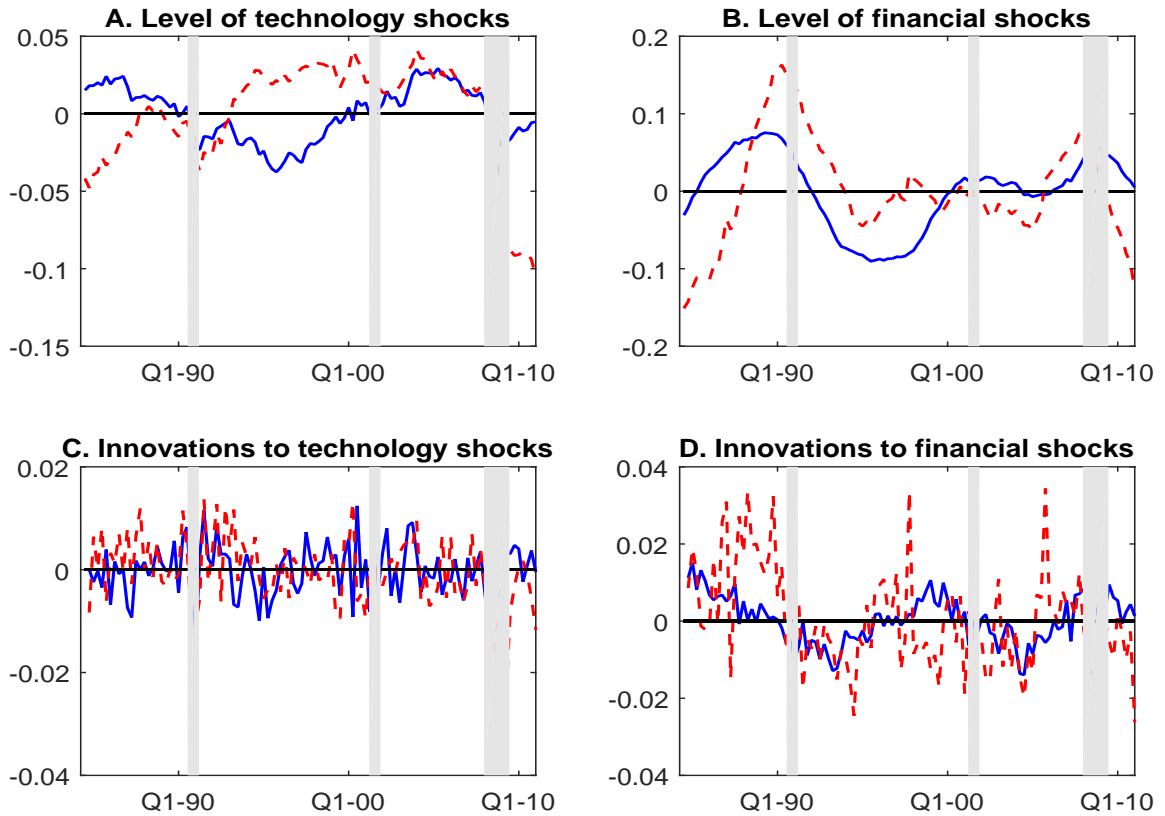 A. Level of technology shocks
0.05
0
-0.05
-0.1
-0.15
Q1-90 Q1-00 Q1-10
B. Level of financial shocks
0.2
0.1
0
-0.1
-0.2
Q1-90 Q1-00 Q1-10
C. Innovations to technology shocks
0.02
0
-0.02
-0.04
Q1-90 Q1-00 Q1-10
D. Innovations to financial shocks
0.04
0.02
0
-0.02
-0.04
Q1-90 Q1-00 Q1-10